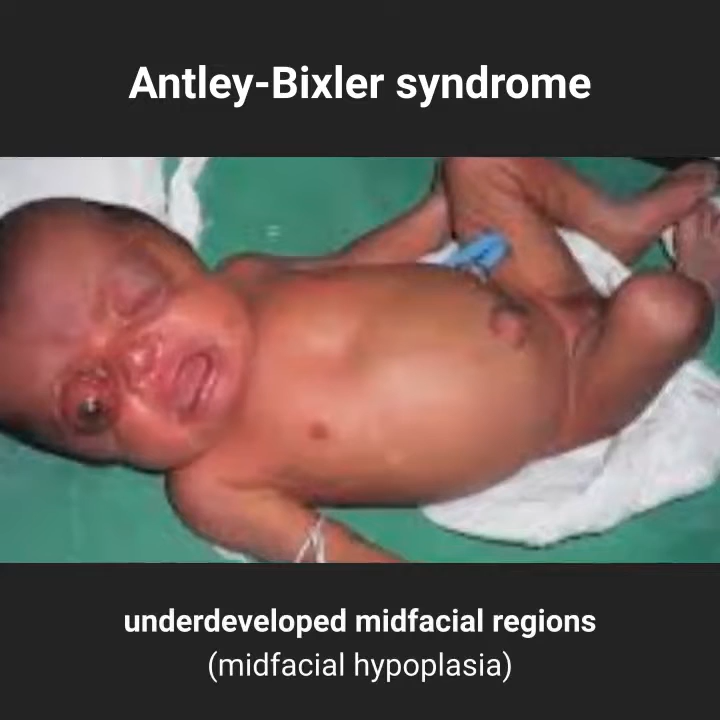 Antley-Bixler syndrome
underdeveloped midfacial regions
(midfacial hypoplasia)